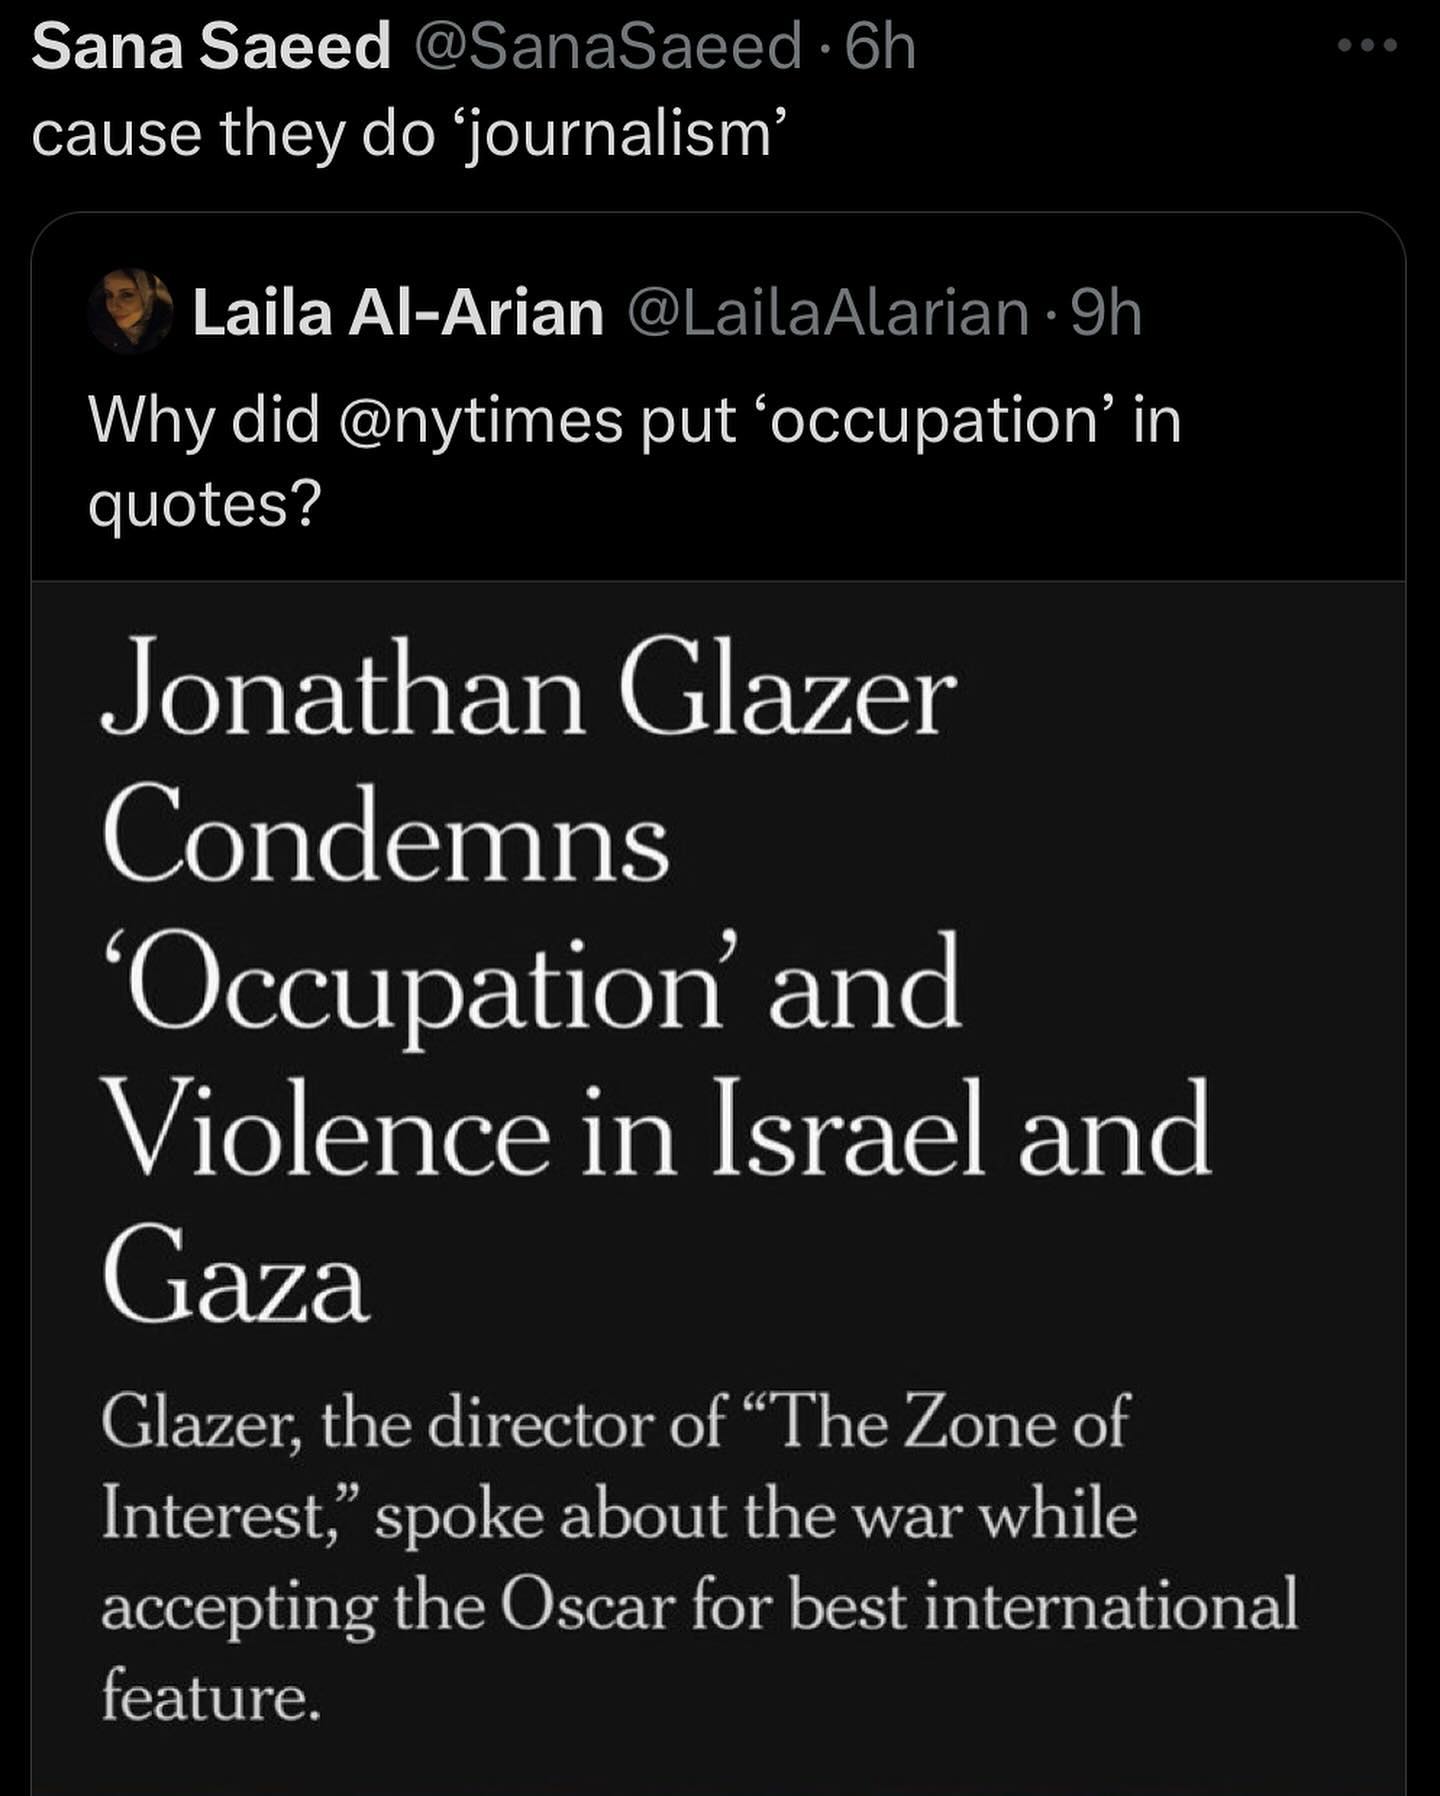 Sana Saeed @SanaSaeed · 6h
cause they do ‘journalism’
Laila Al-Arian @LailaAlarian · 9h
Why did @nytimes put ‘occupation’ in
quotes?
Jonathan Glazer
Condemns
‘Occupation’ and
Violence in Israel and
Gaza
Glazer, the director of “The Zone of
Interest,” spoke about the war while
accepting the Oscar for best international
feature.